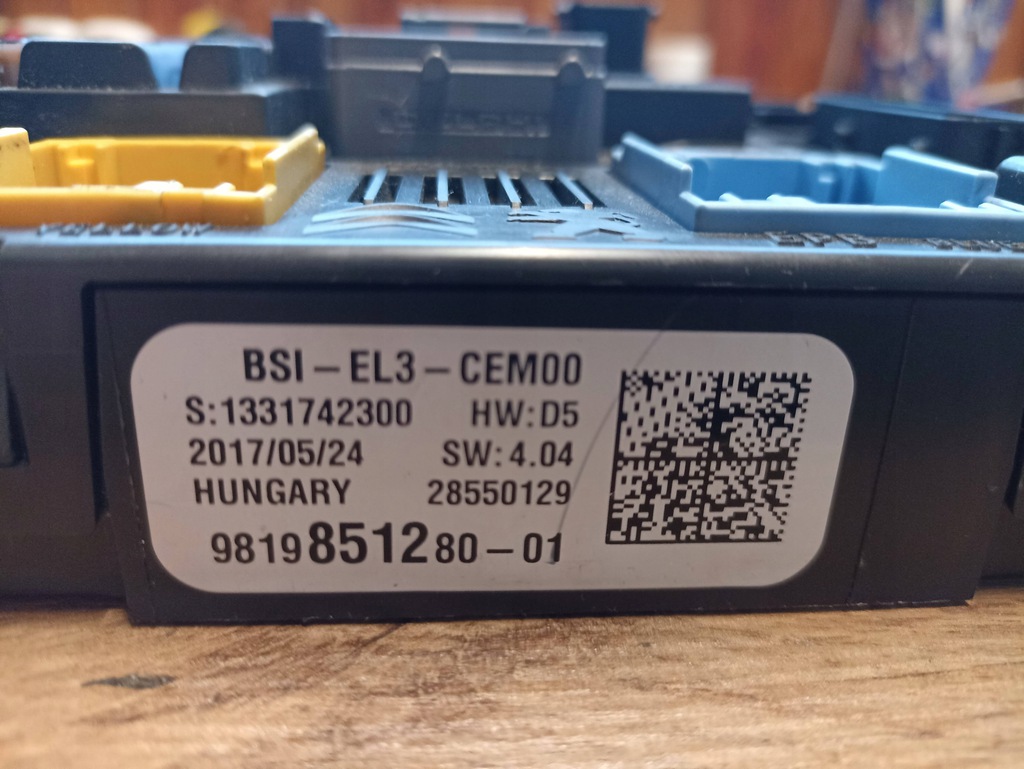 BSI – EL3 – CEM00
S:1331742300 HW:D5
2017/05/24 SW:4.04
HUNGARY 28550129
9819851280 – 01